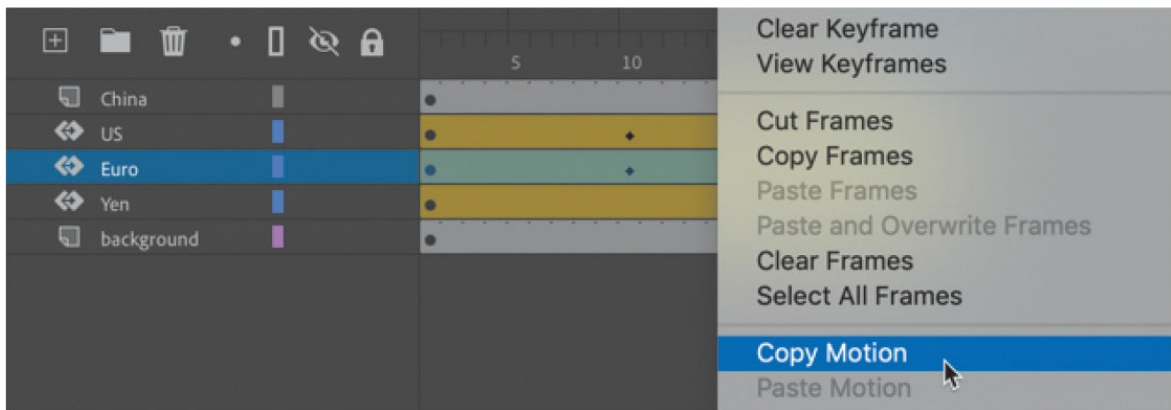 5 10
China
US
Euro
Yen
background
Clear Keyframe
View Keyframes
Cut Frames
Copy Frames
Paste Frames
Paste and Overwrite Frames
Clear Frames
Select All Frames
Copy Motion
Paste Motion